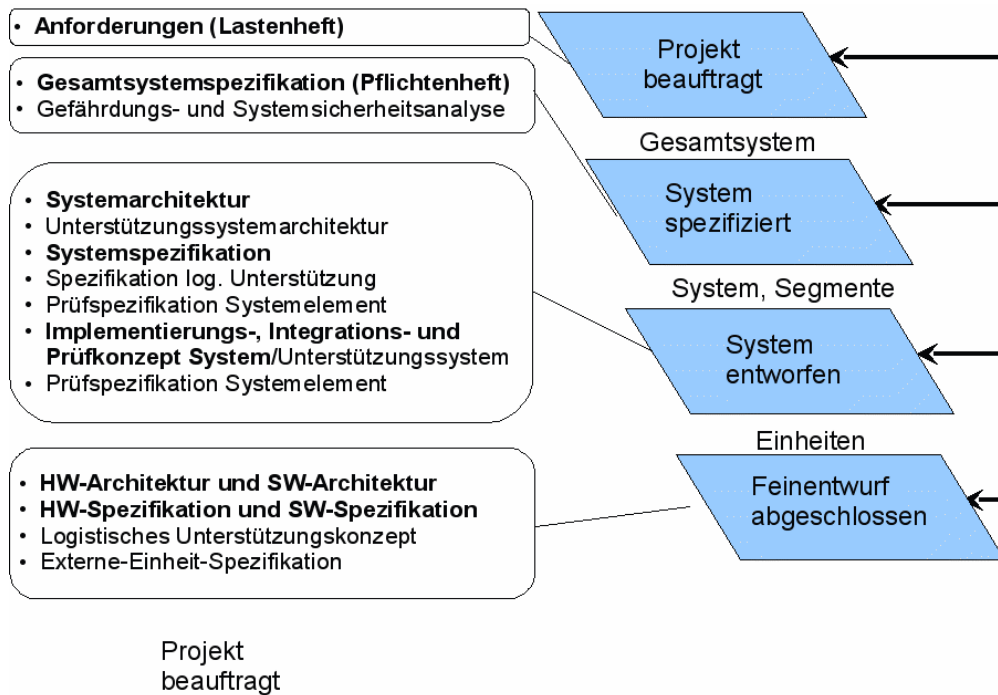 • Anforderungen (Lastenheft)
Projekt
beauftragt
• Gesamtsystemspezifikation (Pflichtenheft)
• Gefährdungs- und Systemsicherheitsanalyse
Gesamtsystem
System
spezifiziert
• Systemarchitektur
• Unterstützungssystemarchitektur
• Systemspezifikation
• Spezifikation log. Unterstützung
• Prüfspezifikation Systemelement
• Implementierungs-, Integrations- und
Prüfkonzept System/Unterstützungssystem
• Prüfspezifikation Systemelement
System, Segmente
System
entworfen
Einheiten
• HW-Architektur und SW-Architektur
• HW-Spezifikation und SW-Spezifikation
• Logistisches Unterstützungskonzept
• Externe-Einheit-Spezifikation
Feinentwurf
abgeschlossen
Projekt
beauftragt